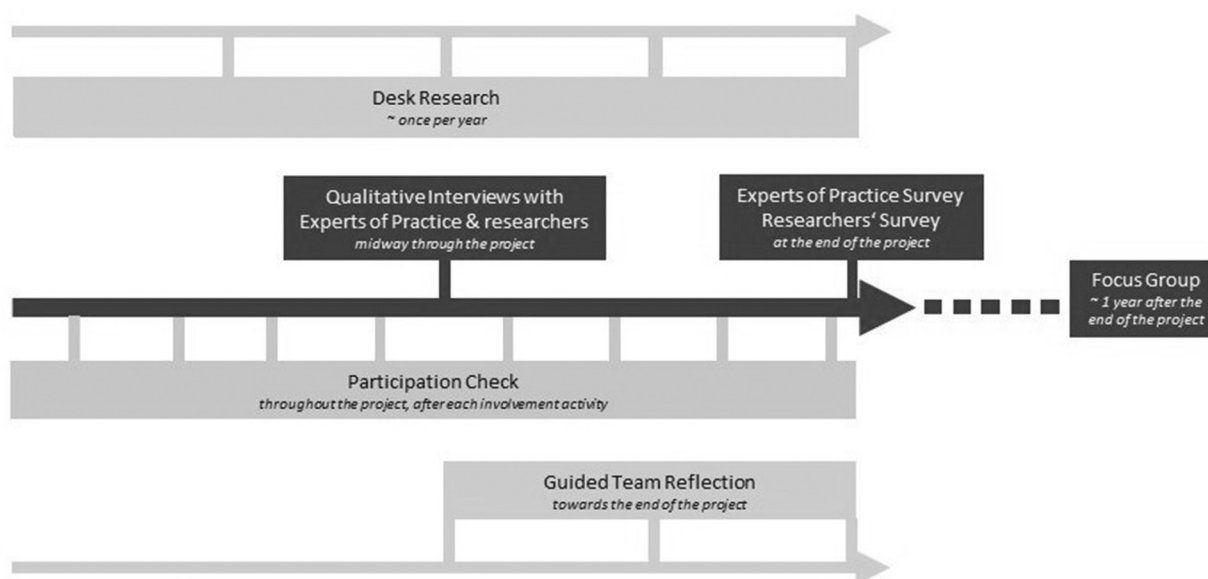 Desk Research
~ once per year
Qualitative Interviews with
Experts of Practice & researchers
midway through the project
Experts of Practice Survey
Researchers‘ Survey
at the end of the project
Focus Group
~ 1 year after the
end of the project
Participation Check
throughout the project, after each involvement activity
Guided Team Reflection
towards the end of the project